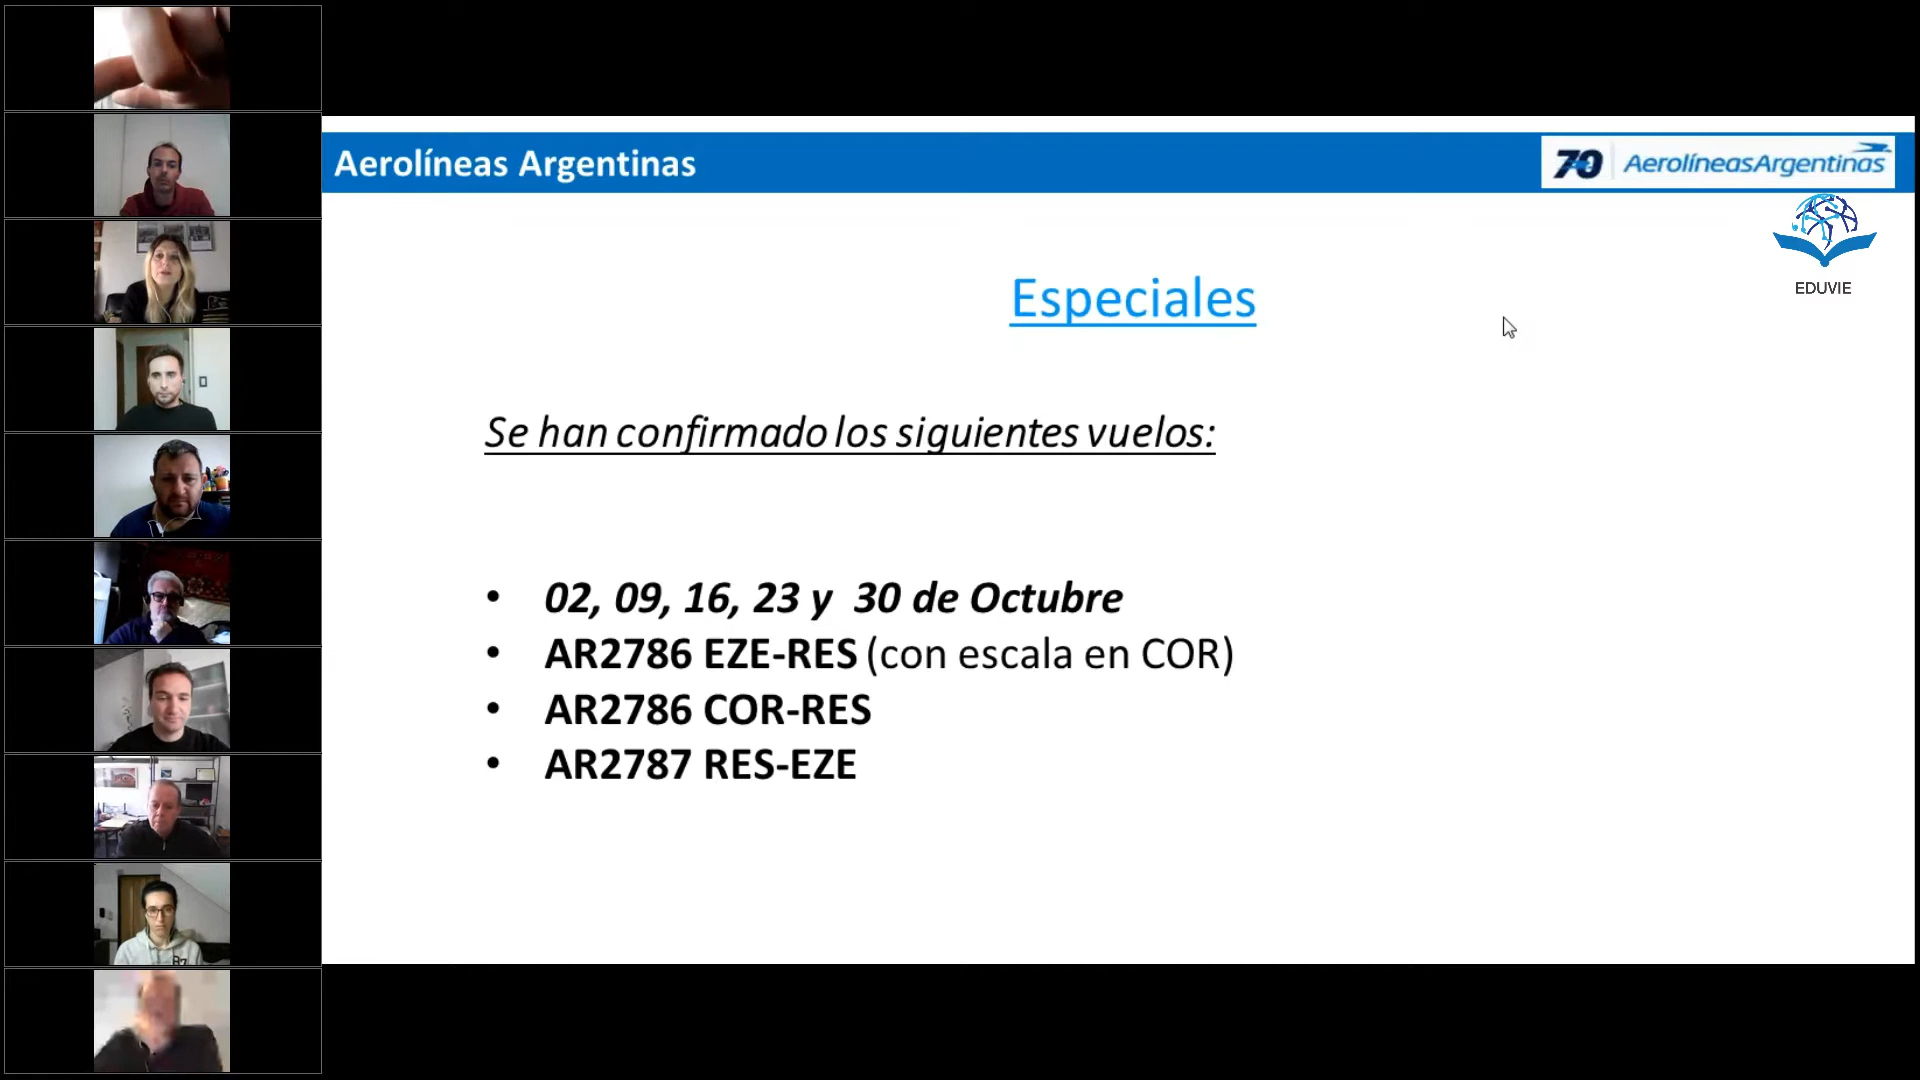 Aerolíneas Argentinas
70 AerolíneasArgentinas
EDUVIE
Especiales
Se han confirmado los siguientes vuelos:
• 02, 09, 16, 23 y 30 de Octubre
• AR2786 EZE-RES (con escala en COR)
• AR2786 COR-RES
• AR2787 RES-EZE